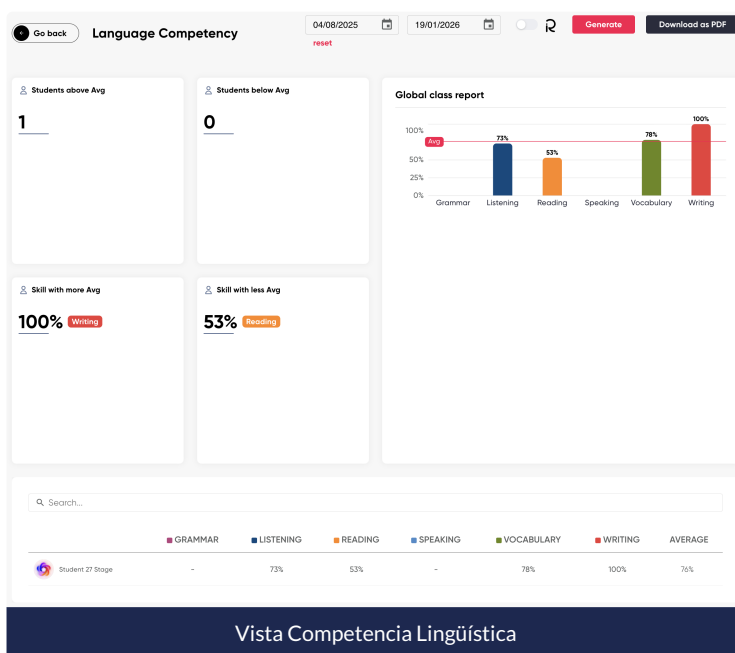 Go back
Language Competency
04/08/2025
19/01/2026
Generate
Download as PDF
reset
Students above Avg
1
Students below Avg
0
Skill with more Avg
100% Writing
Skill with less Avg
53% Reading
Global class report
100%
Avg
50%
25%
0%
73%
53%
78%
100%
Grammar Listening Reading Speaking Vocabulary Writing
Search...
GRAMMAR LISTENING READING SPEAKING VOCABULARY WRITING AVERAGE
Student 27 Stage - 73% 53% - 78% 100% 76%
Vista Competencia Lingüística